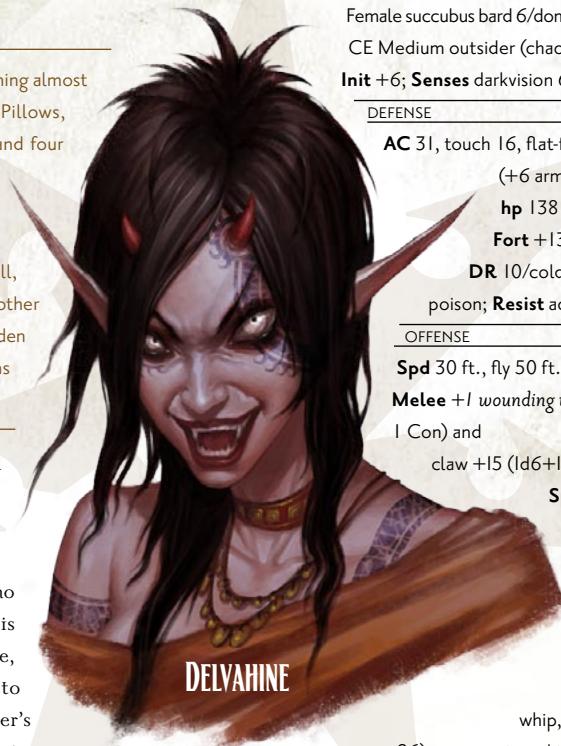 ning almost
Pillows,
und four
ll,
other
den
ns
no
is
e,
to
er's
Female succubus bard 6/don
CE Medium outsider (chao
Init +6; Senses darkvision 6
DEFENSE
AC 31, touch 16, flat-f
(+6 arm
hp 138
Fort +13
DR 10/cold
poison; Resist ac
OFFENSE
Spd 30 ft., fly 50 ft.
Melee +1 wounding
1 Con) and
claw +15 (1d6+1
S
DELVAHINE
whip,